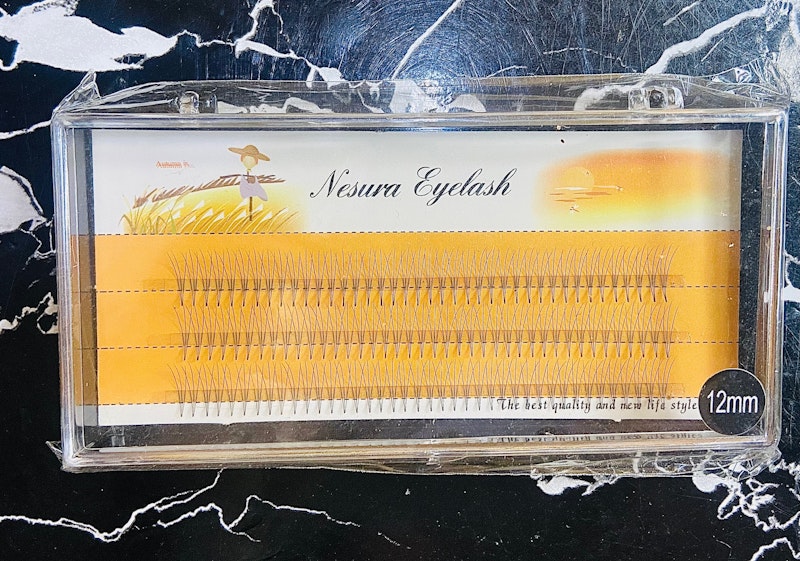 Nesura Eyelash
The best quality and new life style
12mm